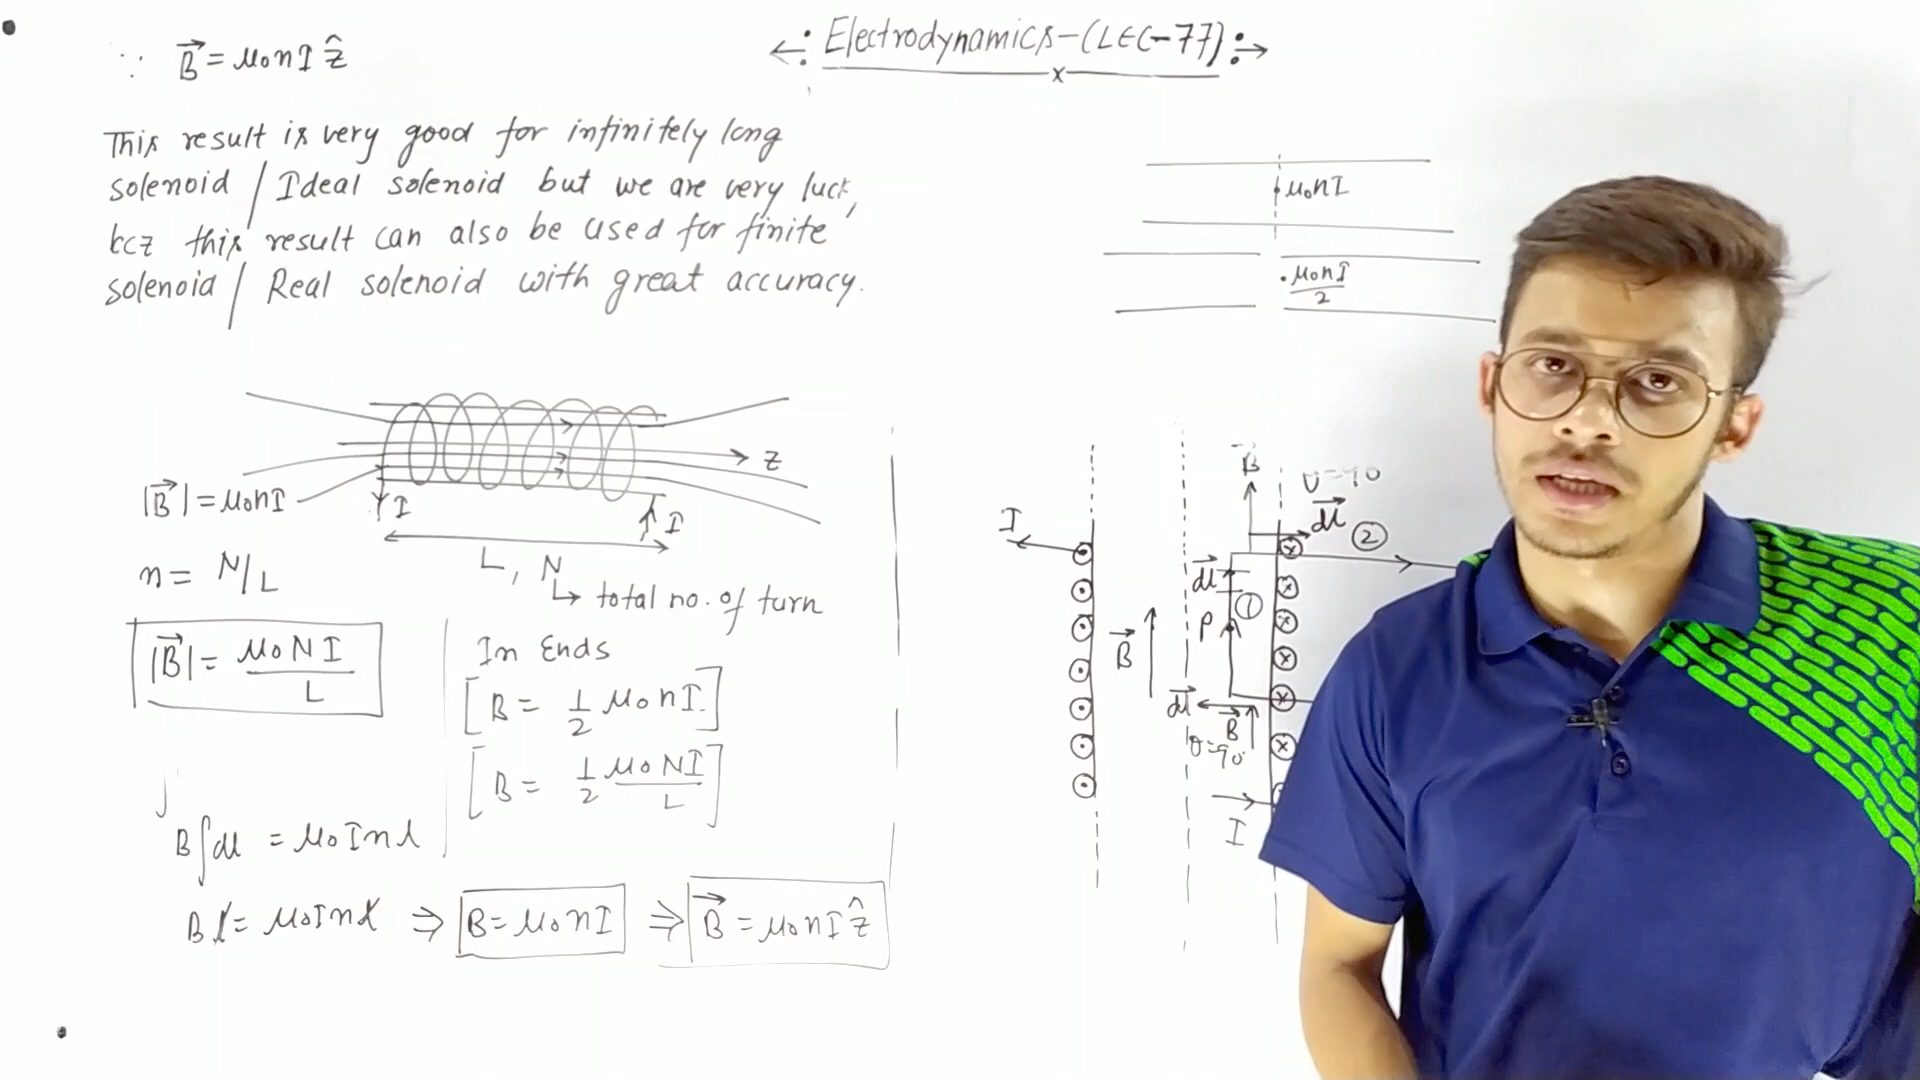 Electrodynamics-(LEC-77)
∵ B⃗ = μ₀nI ẑ
This result is very good for infinitely long
solenoid / Ideal solenoid but we are very luck,
bcz this result can also be used for finite
solenoid / Real solenoid with great accuracy.
z
I
I
L, N
↳ total no. of turn
|B⃗| = μ₀nI
n = N/L
|B⃗| = μ₀NI/L
In Ends
[B = 1/2 μ₀nI]
[B = 1/2 μ₀NI/L]
B∫dl = μ₀Inl
Bl = μ₀Inl ⇒ B = μ₀nI ⇒ B⃗ = μ₀nI ẑ
μ₀nI
μ₀nI/2
B⃗
dl⃗
I
②
dl⃗
①
P
B⃗
dl⃗
B⃗
θ=90°
I